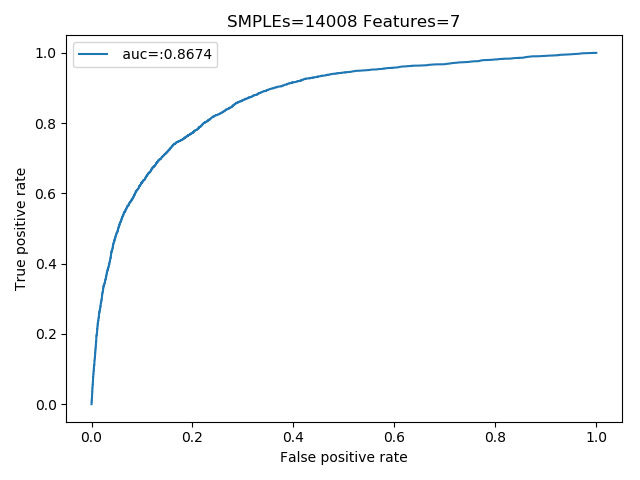 SMPLEs=14008 Features=7
auc=:0.8674
1.0
0.8
0.6
0.4
0.2
0.0
True positive rate
0.0 0.2 0.4 0.6 0.8 1.0
False positive rate